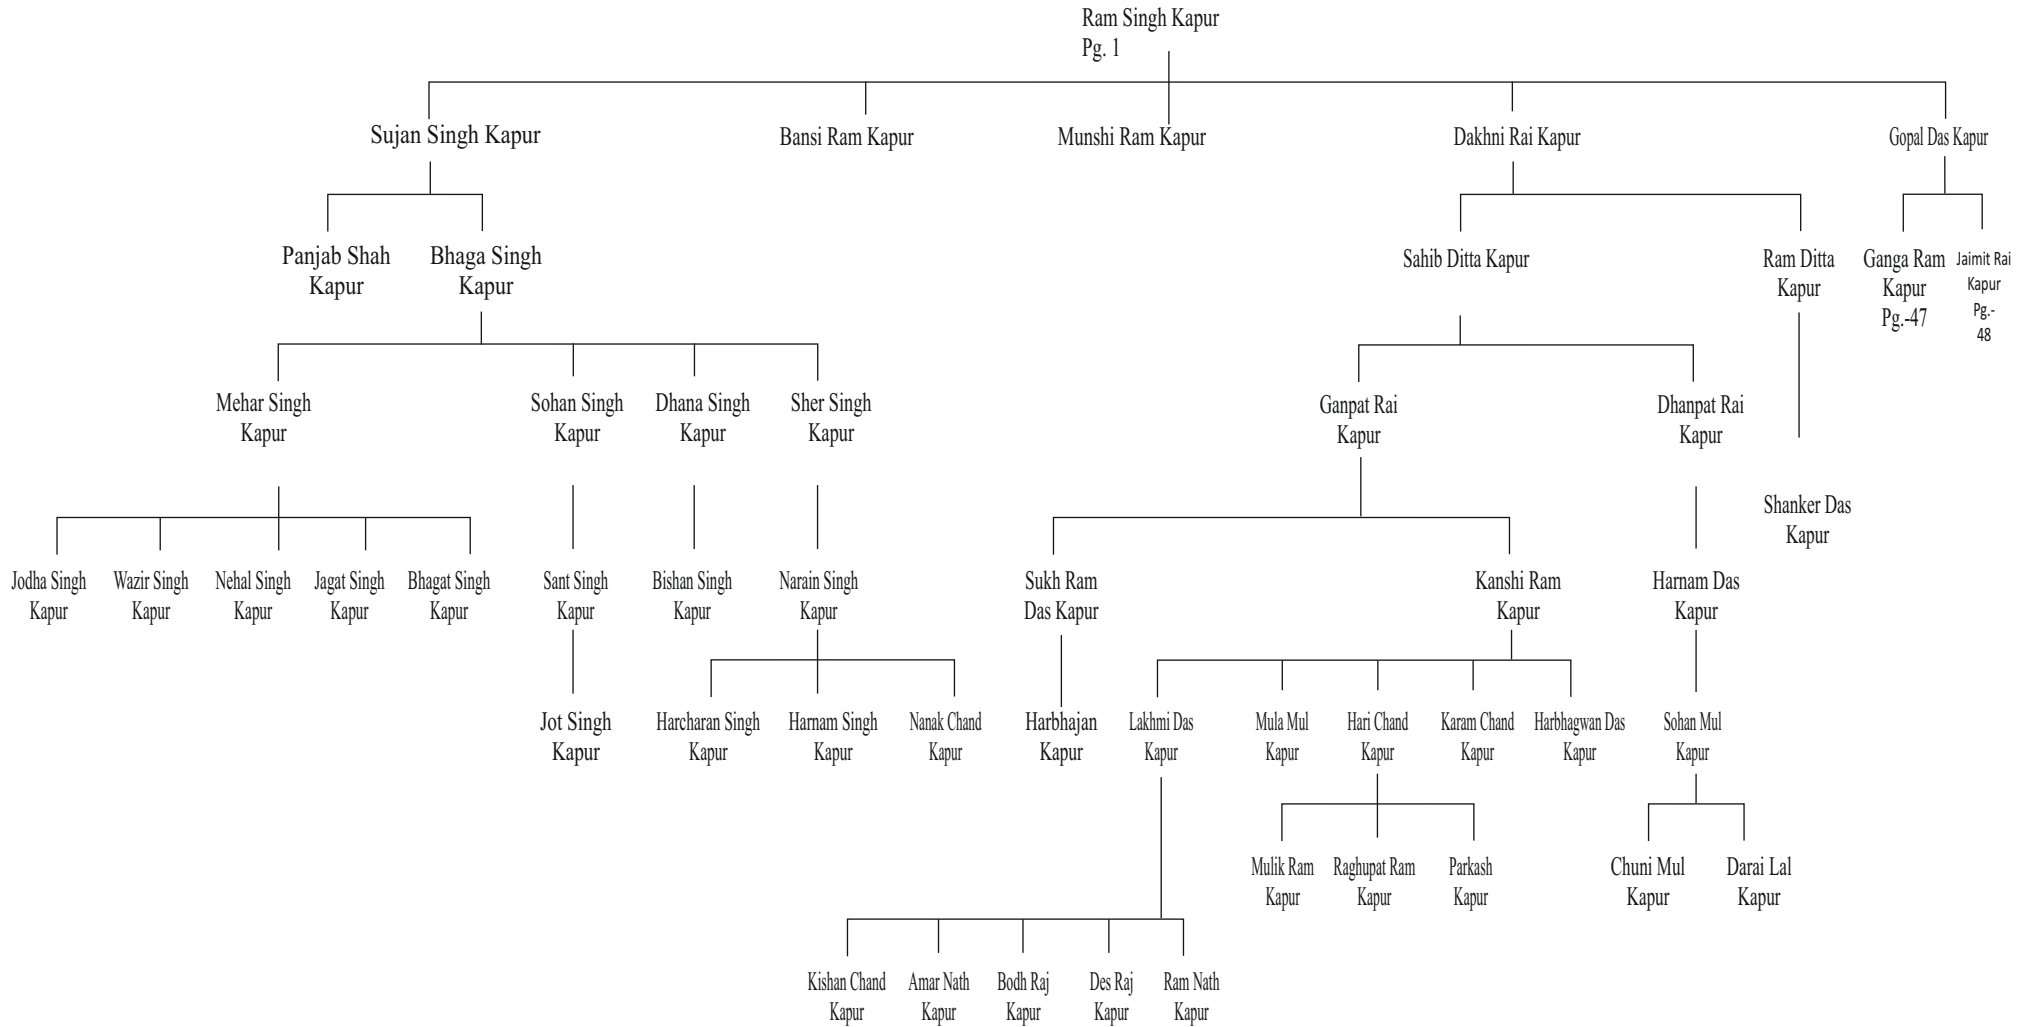 Ram Singh Kapur
Pg. 1
Sujan Singh Kapur
Bansi Ram Kapur
Munshi Ram Kapur
Dakhni Rai Kapur
Gopal Das Kapur
Panjab Shah
Kapur
Bhaga Singh
Kapur
Sahib Ditta Kapur
Ram Ditta
Kapur
Ganga Ram
Kapur
Pg.-47
Jaimit Rai
Kapur
Pg.-
48
Mehar Singh
Kapur
Sohan Singh
Kapur
Dhana Singh
Kapur
Sher Singh
Kapur
Ganpat Rai
Kapur
Dhanpat Rai
Kapur
Shanker Das
Kapur
Jodha Singh
Kapur
Wazir Singh
Kapur
Nehal Singh
Kapur
Jagat Singh
Kapur
Bhagat Singh
Kapur
Sant Singh
Kapur
Bishan Singh
Kapur
Narain Singh
Kapur
Sukh Ram
Das Kapur
Kanshi Ram
Kapur
Harnam Das
Kapur
Jot Singh
Kapur
Harcharan Singh
Kapur
Harnam Singh
Kapur
Nanak Chand
Kapur
Harbhajan
Kapur
Lakhmi Das
Kapur
Mula Mul
Kapur
Hari Chand
Kapur
Karam Chand
Kapur
Harbhagwan Das
Kapur
Sohan Mul
Kapur
Mulik Ram
Kapur
Raghupat Ram
Kapur
Parkash
Kapur
Chuni Mul
Kapur
Darai Lal
Kapur
Kishan Chand
Kapur
Amar Nath
Kapur
Bodh Raj
Kapur
Des Raj
Kapur
Ram Nath
Kapur